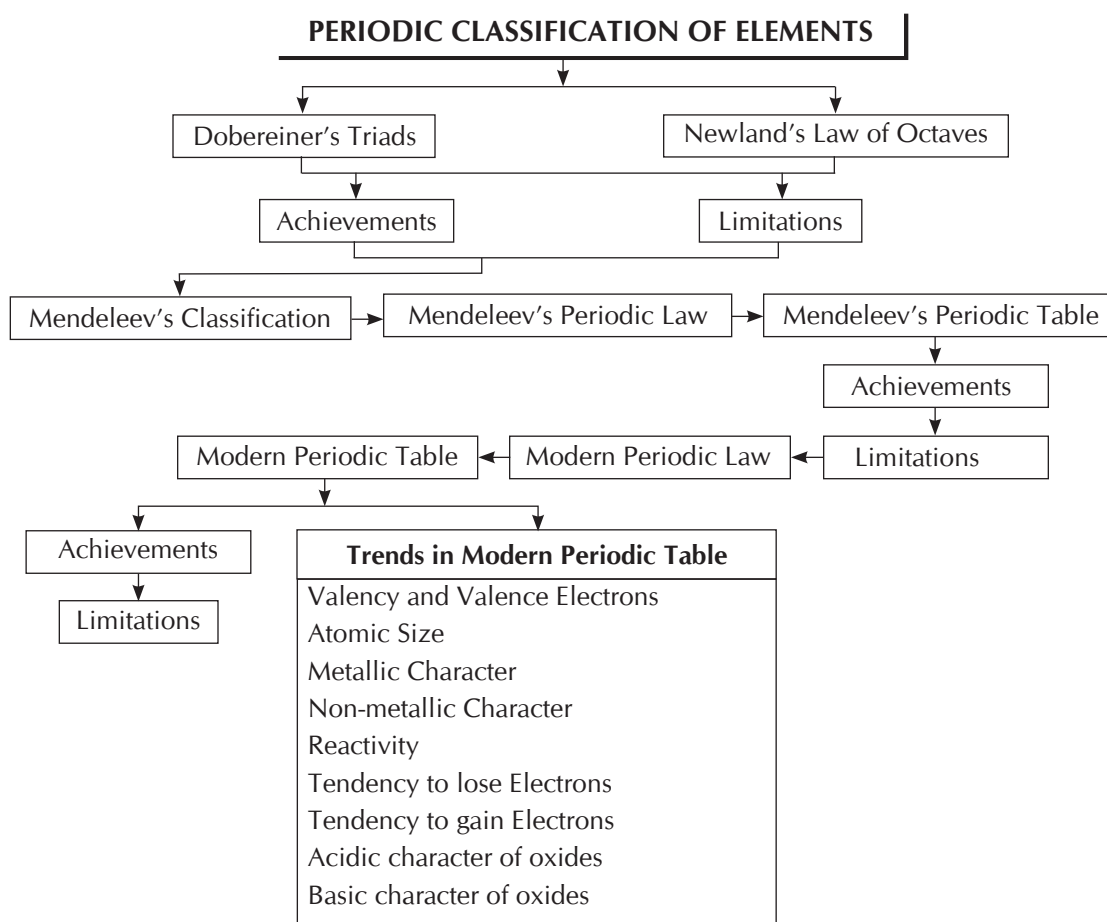 PERIODIC CLASSIFICATION OF ELEMENTS
Dobereiner’s Triads
Newland’s Law of Octaves
Achievements
Limitations
Mendeleev’s Classification
Mendeleev’s Periodic Law
Mendeleev’s Periodic Table
Achievements
Modern Periodic Table
Modern Periodic Law
Limitations
Achievements
Limitations
Trends in Modern Periodic Table
Valency and Valence Electrons
Atomic Size
Metallic Character
Non-metallic Character
Reactivity
Tendency to lose Electrons
Tendency to gain Electrons
Acidic character of oxides
Basic character of oxides